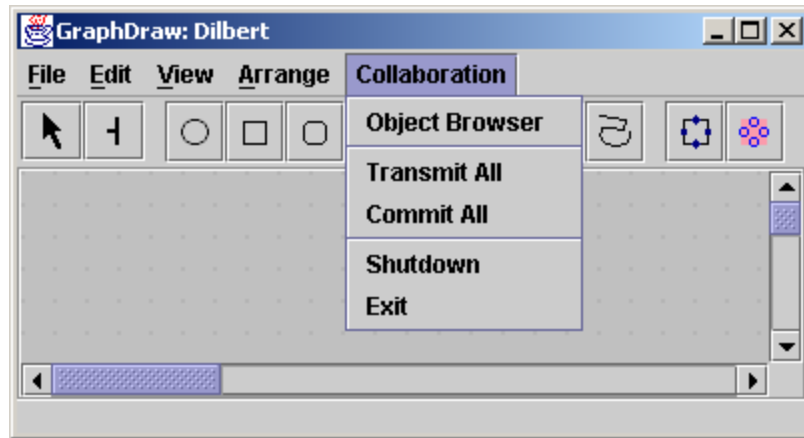 GraphDraw: Dilbert
File Edit View Arrange Collaboration
Object Browser
Transmit All
Commit All
Shutdown
Exit